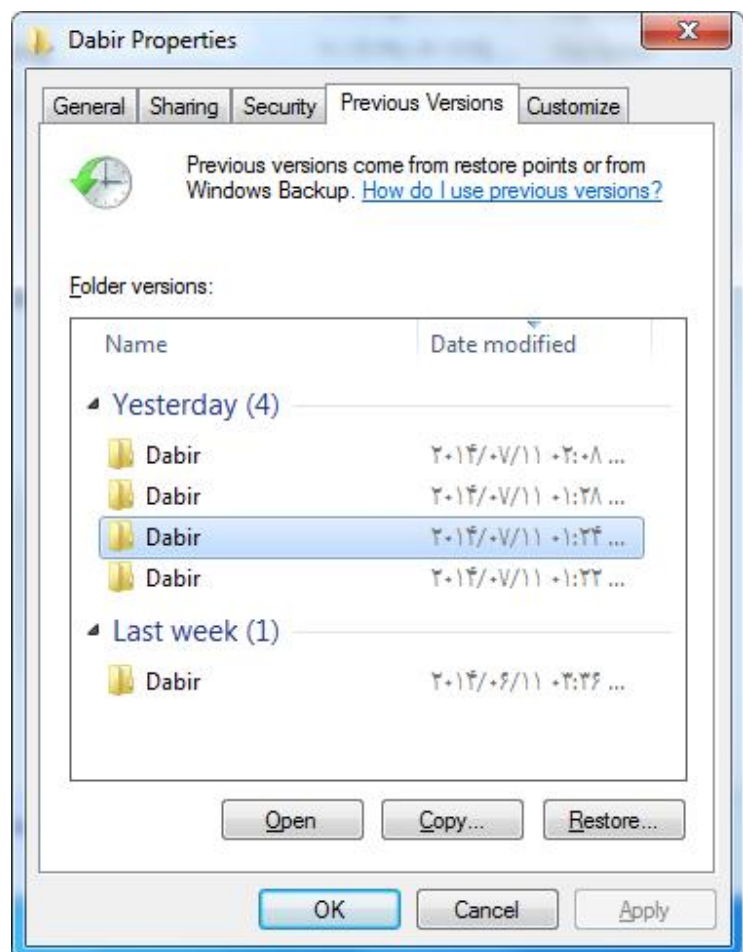 Dabir Properties
General Sharing Security Previous Versions Customize
Previous versions come from restore points or from
Windows Backup. How do I use previous versions?
Folder versions:
Name Date modified
Yesterday (4)
Dabir ۲۰۱۴/۰۷/۱۱ ۰۲:۰۸ ...
Dabir ۲۰۱۴/۰۷/۱۱ ۰۱:۲۸ ...
Dabir ۲۰۱۴/۰۷/۱۱ ۰۱:۲۴ ...
Dabir ۲۰۱۴/۰۷/۱۱ ۰۱:۲۲ ...
Last week (1)
Dabir ۲۰۱۴/۰۶/۱۱ ۰۳:۳۶ ...
Open Copy... Restore...
OK Cancel Apply